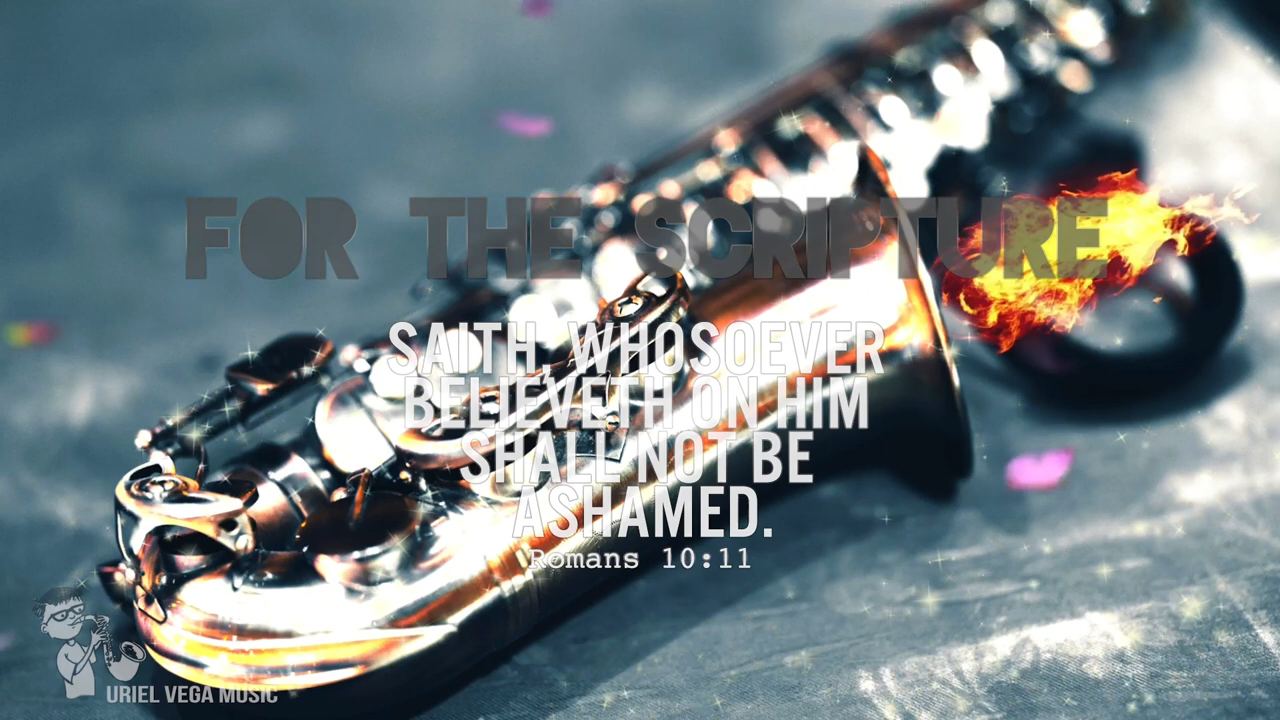 FOR THE SCRIPTURE
SAITH, WHOSOEVER
BELIEVETH ON HIM
SHALL NOT BE
ASHAMED.
Romans 10:11
URIEL VEGA MUSIC